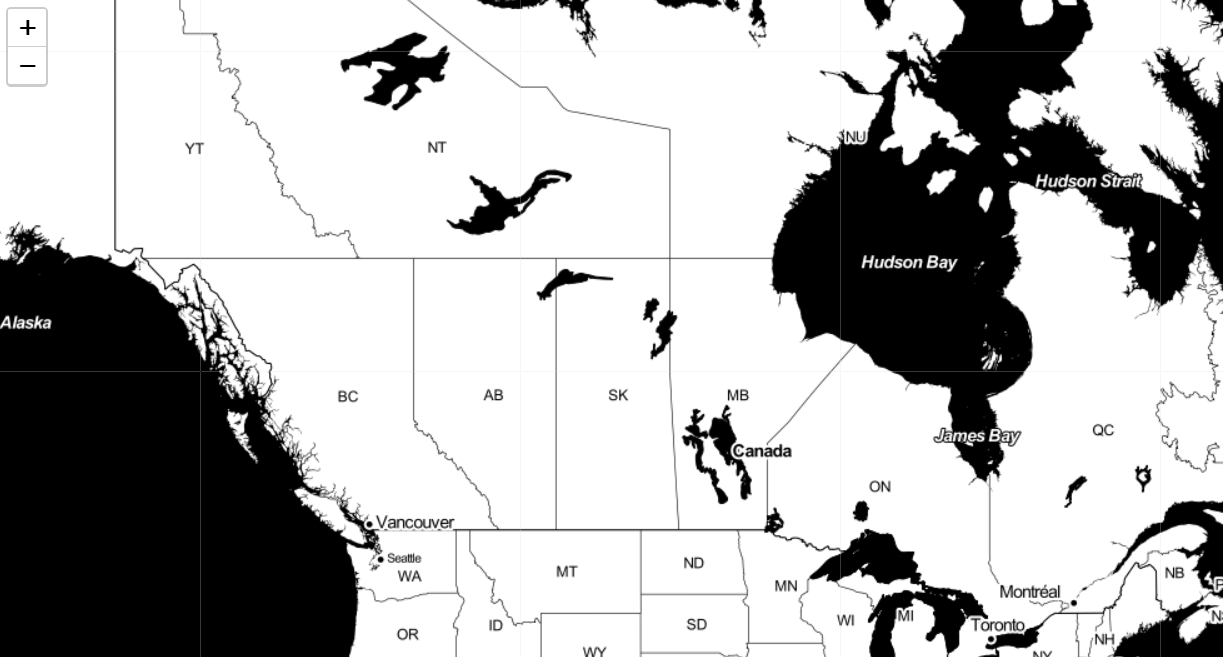 +
−
YT
NT
NU
Hudson Strait
Hudson Bay
Alaska
BC
AB
SK
MB
James Bay
QC
Canada
ON
Vancouver
Seattle
WA
MT
ND
MN
NB
P
Montréal
OR
ID
SD
WI
MI
Toronto
NS
NH
WY
NY